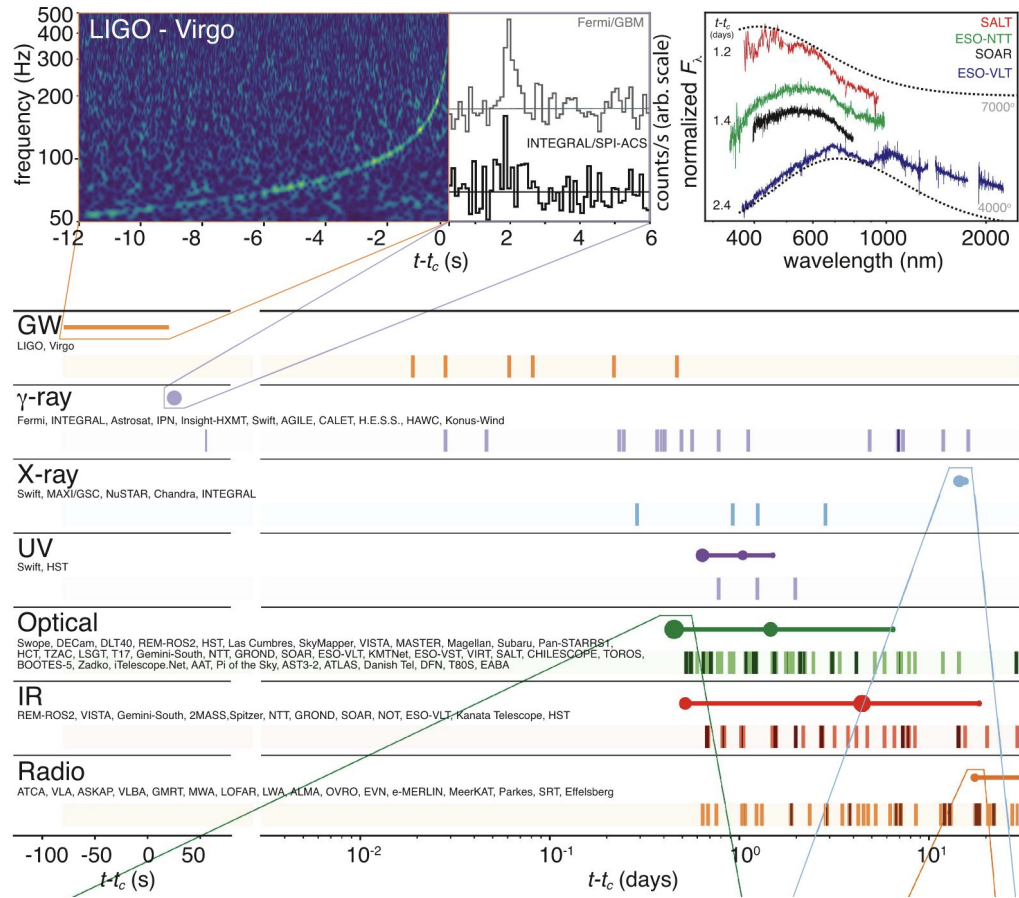 LIGO - Virgo
frequency (Hz)
500
400
300
200
100
50
-12 -10 -8 -6 -4 -2 0 2 4 6
t-tc (s)
Fermi/GBM
INTEGRAL/SPI-ACS
counts/s (arb. scale)
normalized Fλ
t-tc
(days)
1.2
1.4
2.4
SALT
ESO-NTT
SOAR
ESO-VLT
7000°
4000°
400 600 1000 2000
wavelength (nm)
GW
LIGO, Virgo
γ-ray
Fermi, INTEGRAL, Astrosat, IPN, Insight-HXMT, Swift, AGILE, CALET, H.E.S.S., HAWC, Konus-Wind
X-ray
Swift, MAXI/GSC, NuSTAR, Chandra, INTEGRAL
UV
Swift, HST
Optical
Swope, DECam, DLT40, REM-ROS2, HST, Las Cumbres, SkyMapper, VISTA, MASTER, Magellan, Subaru, Pan-STARRS1,
HCT, TZAC, LSGT, T17, Gemini-South, NTT, GROND, SOAR, ESO-VLT, KMTNet, ESO-VST, VIRT, SALT, CHILESCOPE, TOROS,
BOOTES-5, Zadko, iTelescope.Net, AAT, Pi of the Sky, AST3-2, ATLAS, Danish Tel, DFN, T80S, EABA
IR
REM-ROS2, VISTA, Gemini-South, 2MASS,Spitzer, NTT, GROND, SOAR, NOT, ESO-VLT, Kanata Telescope, HST
Radio
ATCA, VLA, ASKAP, VLBA, GMRT, MWA, LOFAR, LWA, ALMA, OVRO, EVN, e-MERLIN, MeerKAT, Parkes, SRT, Effelsberg
-100 -50 0 50 10⁻² 10⁻¹ 10⁰ 10¹
t-tc (s) t-tc (days)